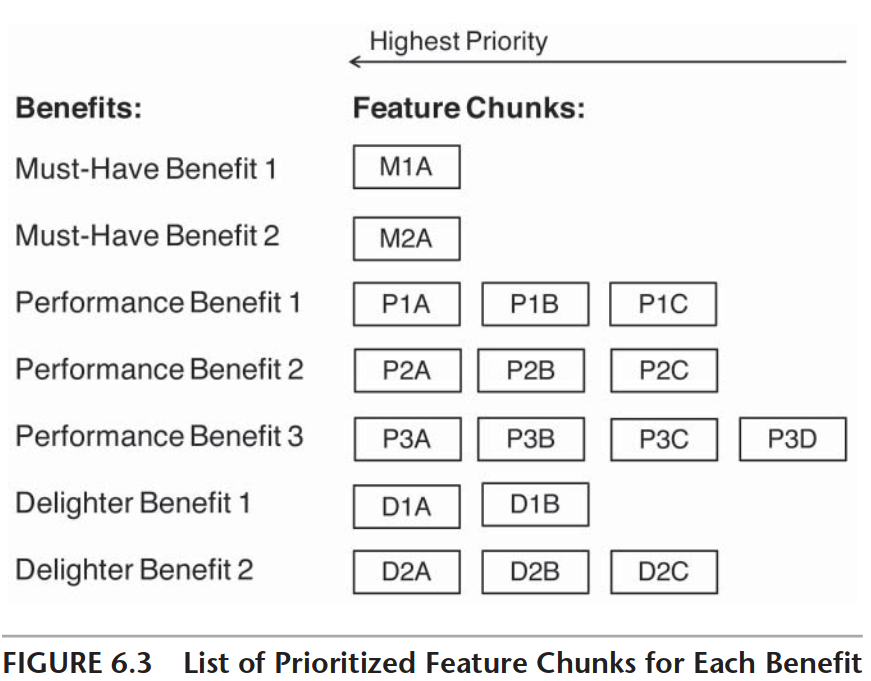 Highest Priority
Benefits: Feature Chunks:
Must-Have Benefit 1 M1A
Must-Have Benefit 2 M2A
Performance Benefit 1 P1A P1B P1C
Performance Benefit 2 P2A P2B P2C
Performance Benefit 3 P3A P3B P3C P3D
Delighter Benefit 1 D1A D1B
Delighter Benefit 2 D2A D2B D2C
FIGURE 6.3 List of Prioritized Feature Chunks for Each Benefit